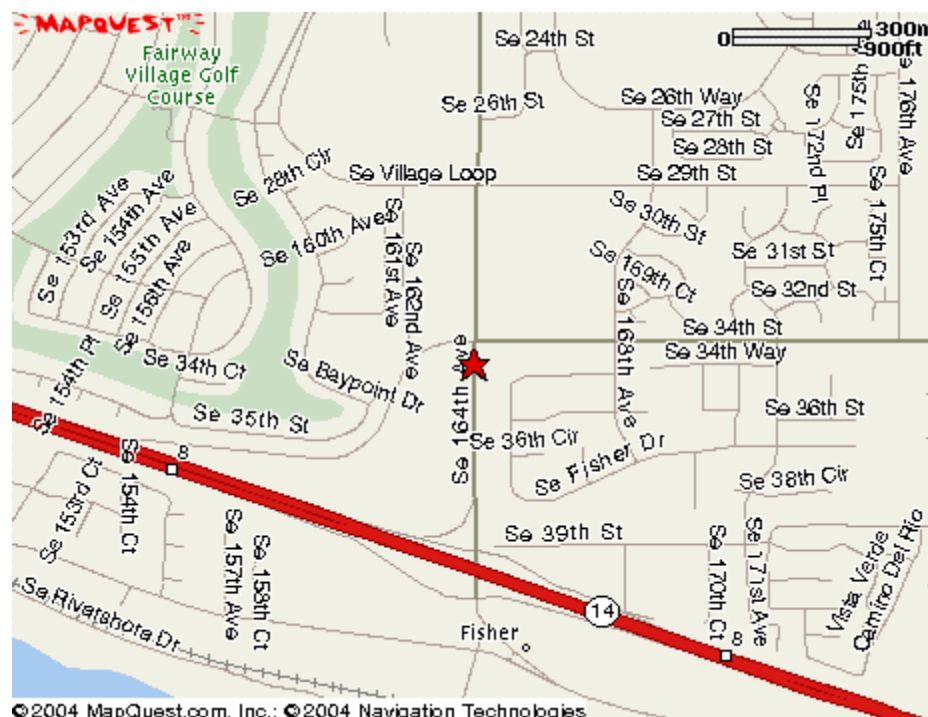 MAPQUEST™
Fairway
Village Golf
Course
Se 24th St
0
300m
900ft
Se 26th St
Se 26th Way
Se 27th St
Se 28th St
Se 172nd Pl
Se 175th
176th Ave
Se 28th Cir
Se Village Loop
Se 29th St
Se 153rd Ave
Se 154th Ave
Se 155th Ave
Se 156th Ave
Se 160th Ave
Se 161st Ave
Se 162nd Ave
Se 30th St
Se 31st St
Se 175th Ct
Se 169th Ct
Se 32nd St
Se 168th Ave
Se 34th St
Se 34th Way
Se 164th Ave
Se 154th Pl
Se 34th Ct
Se Baypoint Dr
Se 35th St
Se 36th St
Se 36th Cir
Se Fisher Dr
Se 38th Cir
8
Se 153rd Ct
Se 154th Ct
Se 157th Ave
Se 158th Ct
Se 39th St
Se 170th Ct
Se 171st Ave
Vista Verde
Camino Del Rio
Se Rivershore Dr
14
Fisher
8
©2004 MapQuest.com, Inc.; ©2004 Navigation Technologies